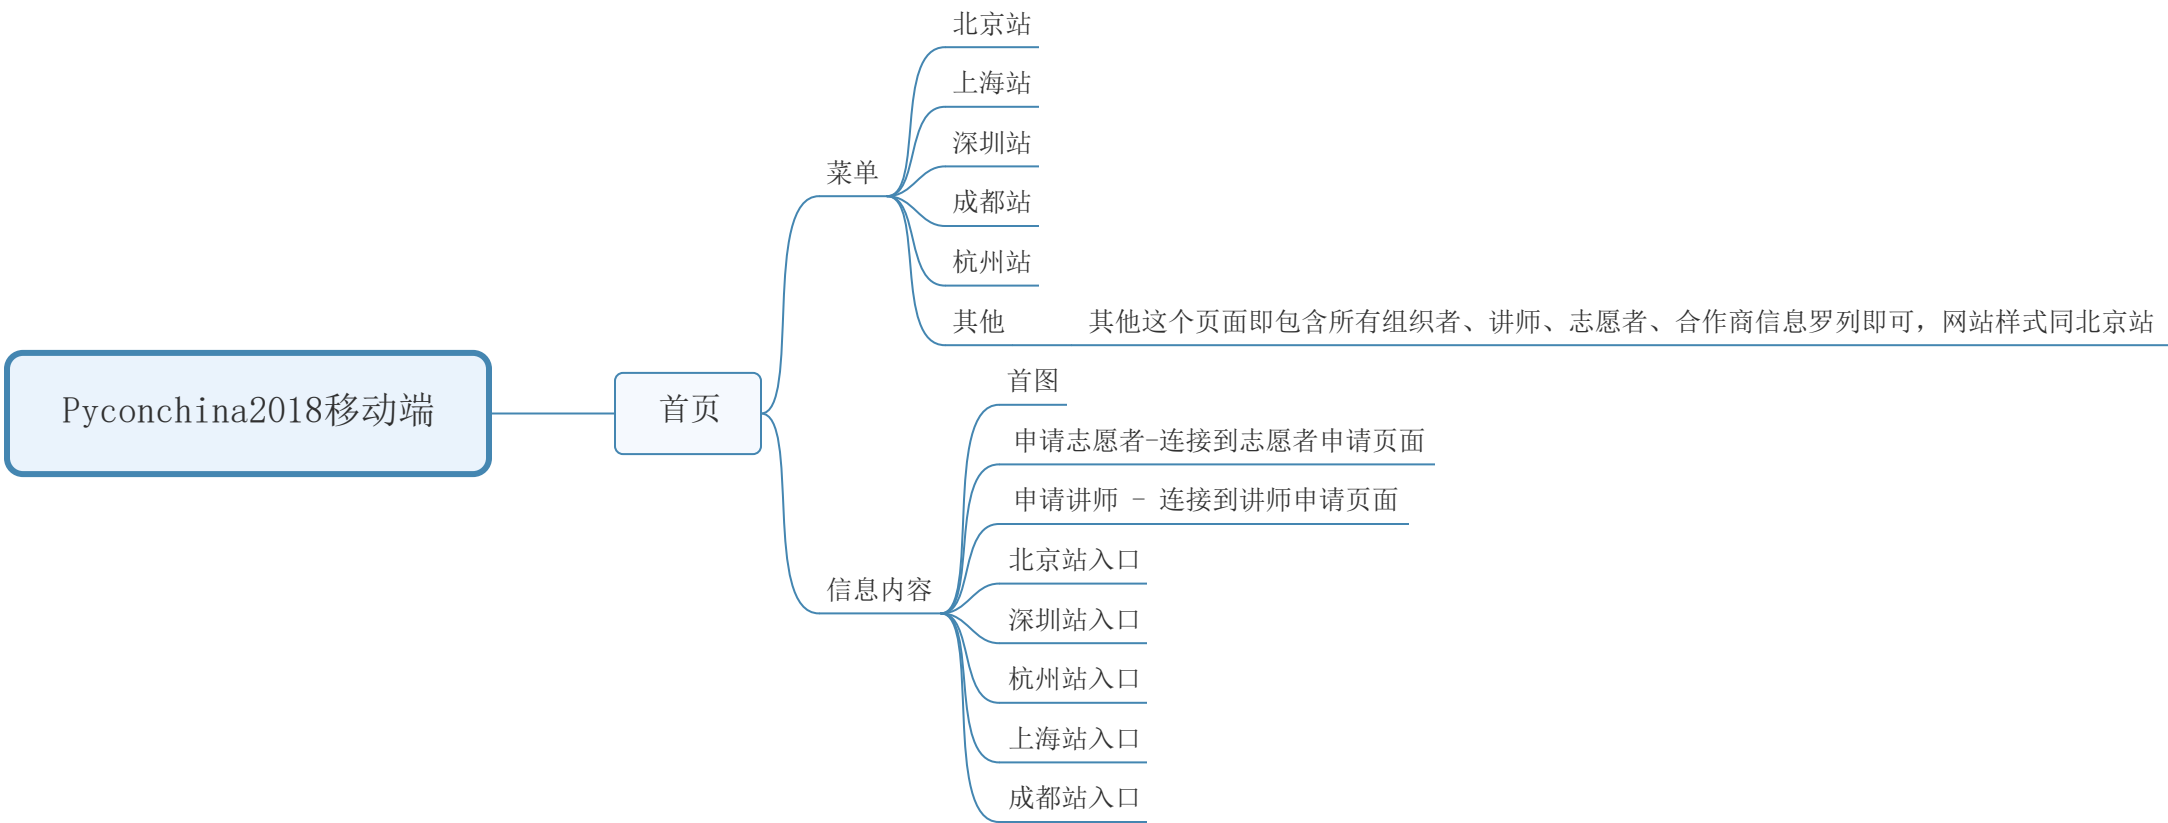 Pyconchina2018移动端
首页
菜单
北京站
上海站
深圳站
成都站
杭州站
其他
其他这个页面即包含所有组织者、讲师、志愿者、合作商信息罗列即可，网站样式同北京站
信息内容
首图
申请志愿者-连接到志愿者申请页面
申请讲师 - 连接到讲师申请页面
北京站入口
深圳站入口
杭州站入口
上海站入口
成都站入口